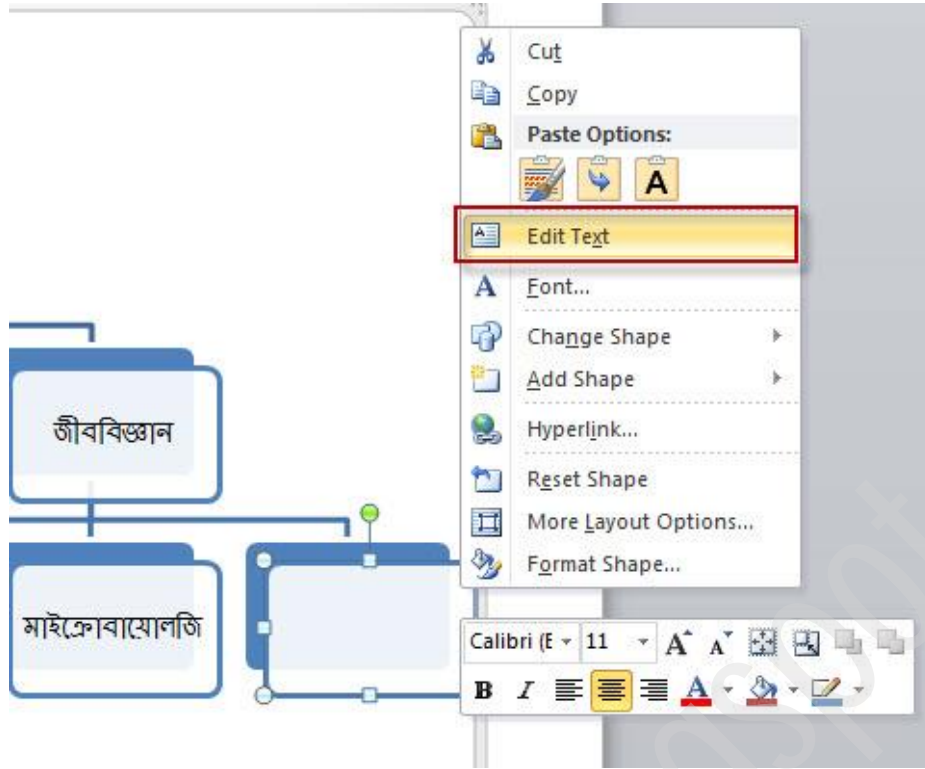 Cut
Copy
Paste Options:
A
Edit Text
Font...
Change Shape
Add Shape
Hyperlink...
Reset Shape
More Layout Options...
Format Shape...
জীববিজ্ঞান
মাইক্রোবায়োলজি
Calibri (E 11 A A
B I A